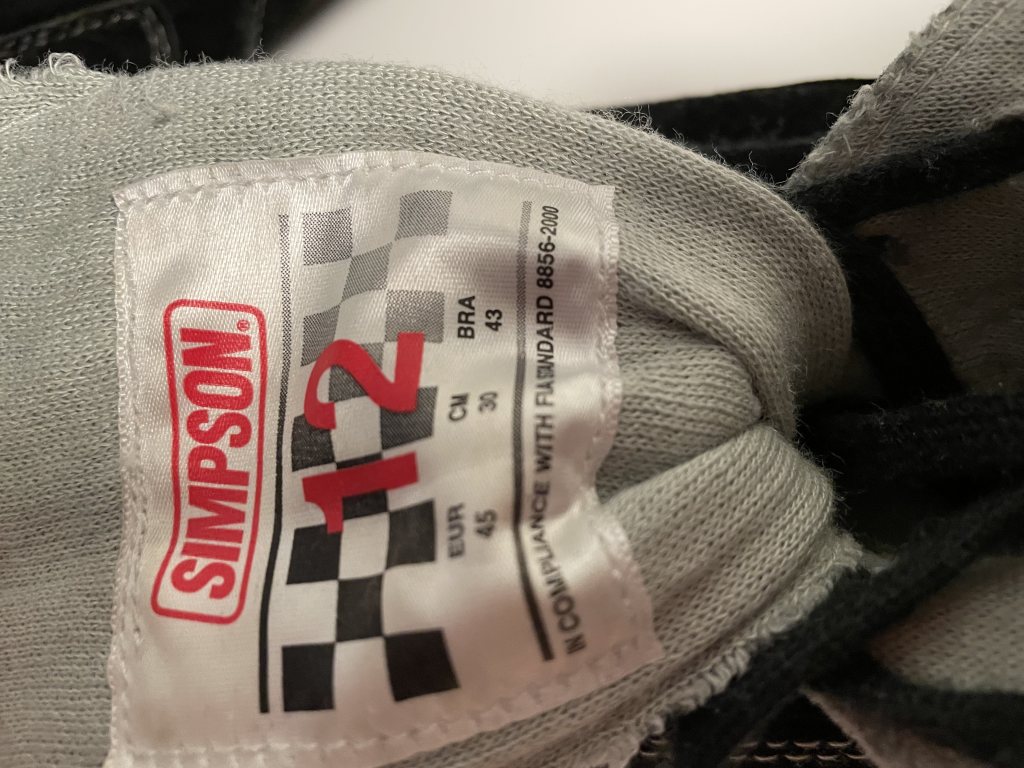 SIMPSON®
12
EUR CM BRA
45 30 43
IN COMPLIANCE WITH FIA STANDARD 8856-2000